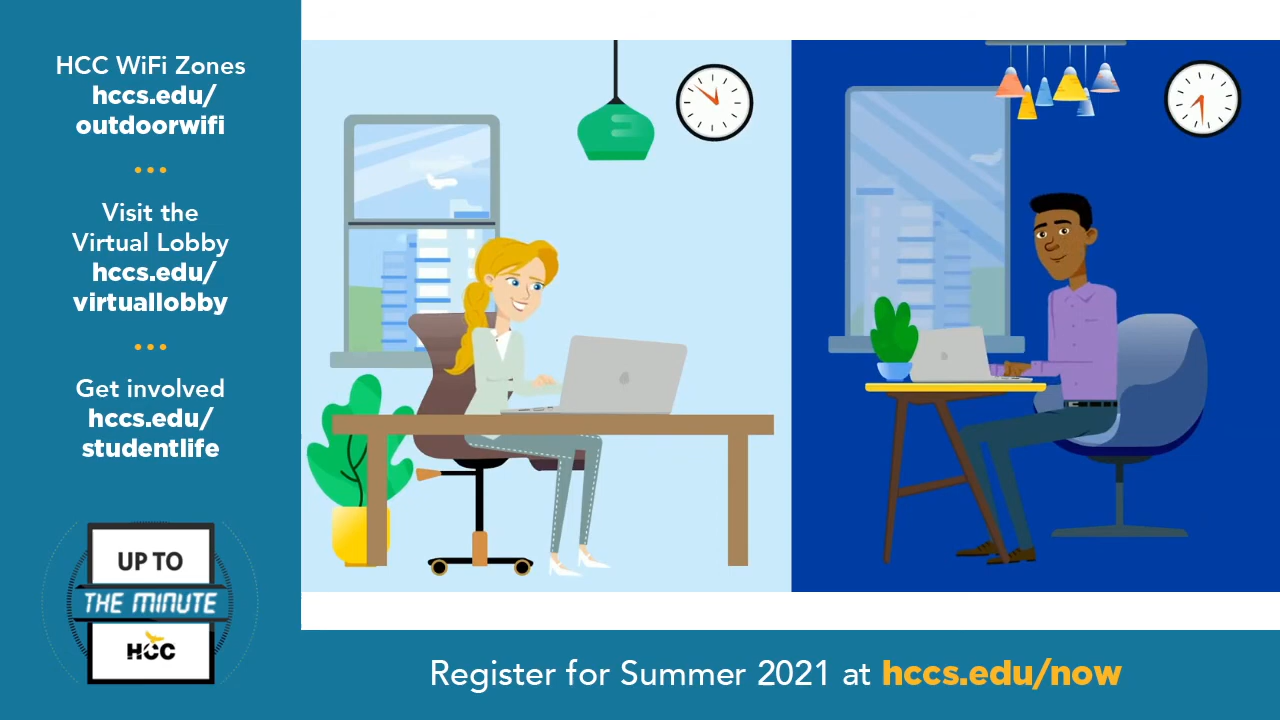 HCC WiFi Zones
hccs.edu/
outdoorwifi
Visit the
Virtual Lobby
hccs.edu/
virtuallobby
Get involved
hccs.edu/
studentlife
UP TO
THE MINUTE
HCC
Register for Summer 2021 at hccs.edu/now